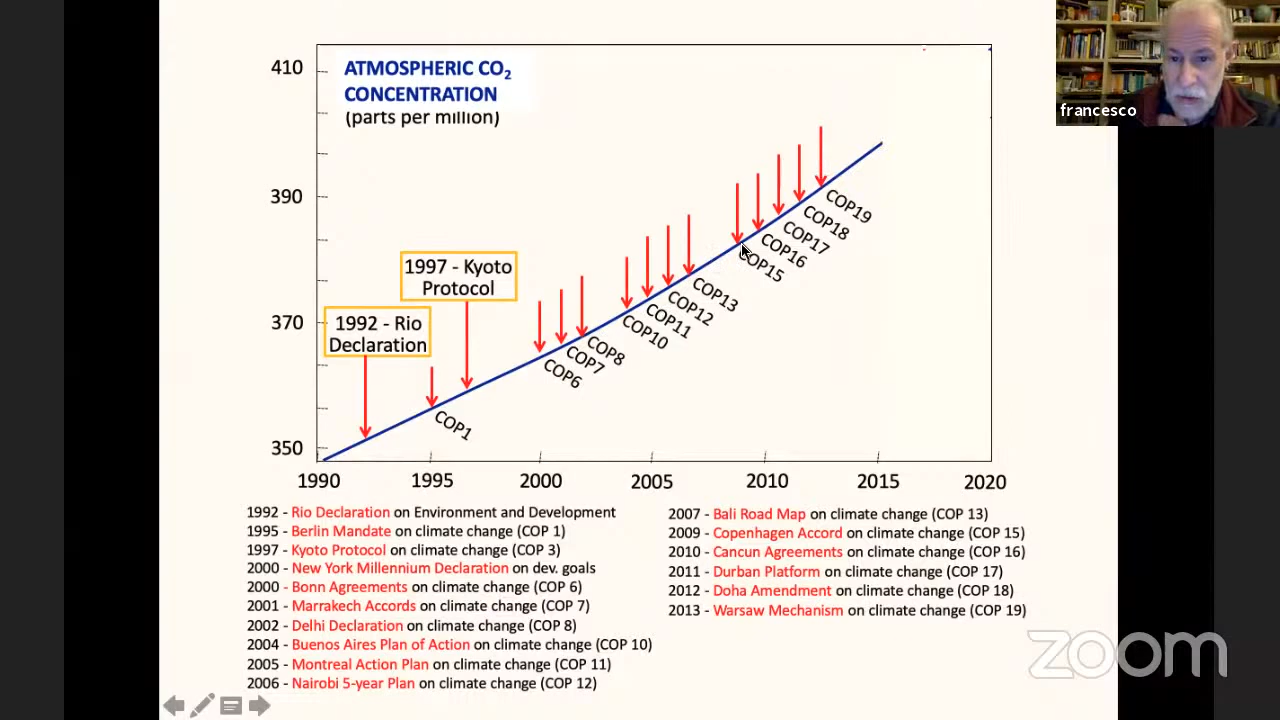 francesco
ATMOSPHERIC CO₂
CONCENTRATION
(parts per million)
410
390
370
350
1997 - Kyoto
Protocol
1992 - Rio
Declaration
COP1
COP6
COP7
COP8
COP10
COP11
COP12
COP13
COP15
COP16
COP17
COP18
COP19
1990
1995
2000
2005
2010
2015
2020
1992 - Rio Declaration on Environment and Development
1995 - Berlin Mandate on climate change (COP 1)
1997 - Kyoto Protocol on climate change (COP 3)
2000 - New York Millennium Declaration on dev. goals
2000 - Bonn Agreements on climate change (COP 6)
2001 - Marrakech Accords on climate change (COP 7)
2002 - Delhi Declaration on climate change (COP 8)
2004 - Buenos Aires Plan of Action on climate change (COP 10)
2005 - Montreal Action Plan on climate change (COP 11)
2006 - Nairobi 5-year Plan on climate change (COP 12)
2007 - Bali Road Map on climate change (COP 13)
2009 - Copenhagen Accord on climate change (COP 15)
2010 - Cancun Agreements on climate change (COP 16)
2011 - Durban Platform on climate change (COP 17)
2012 - Doha Amendment on climate change (COP 18)
2013 - Warsaw Mechanism on climate change (COP 19)
zoom